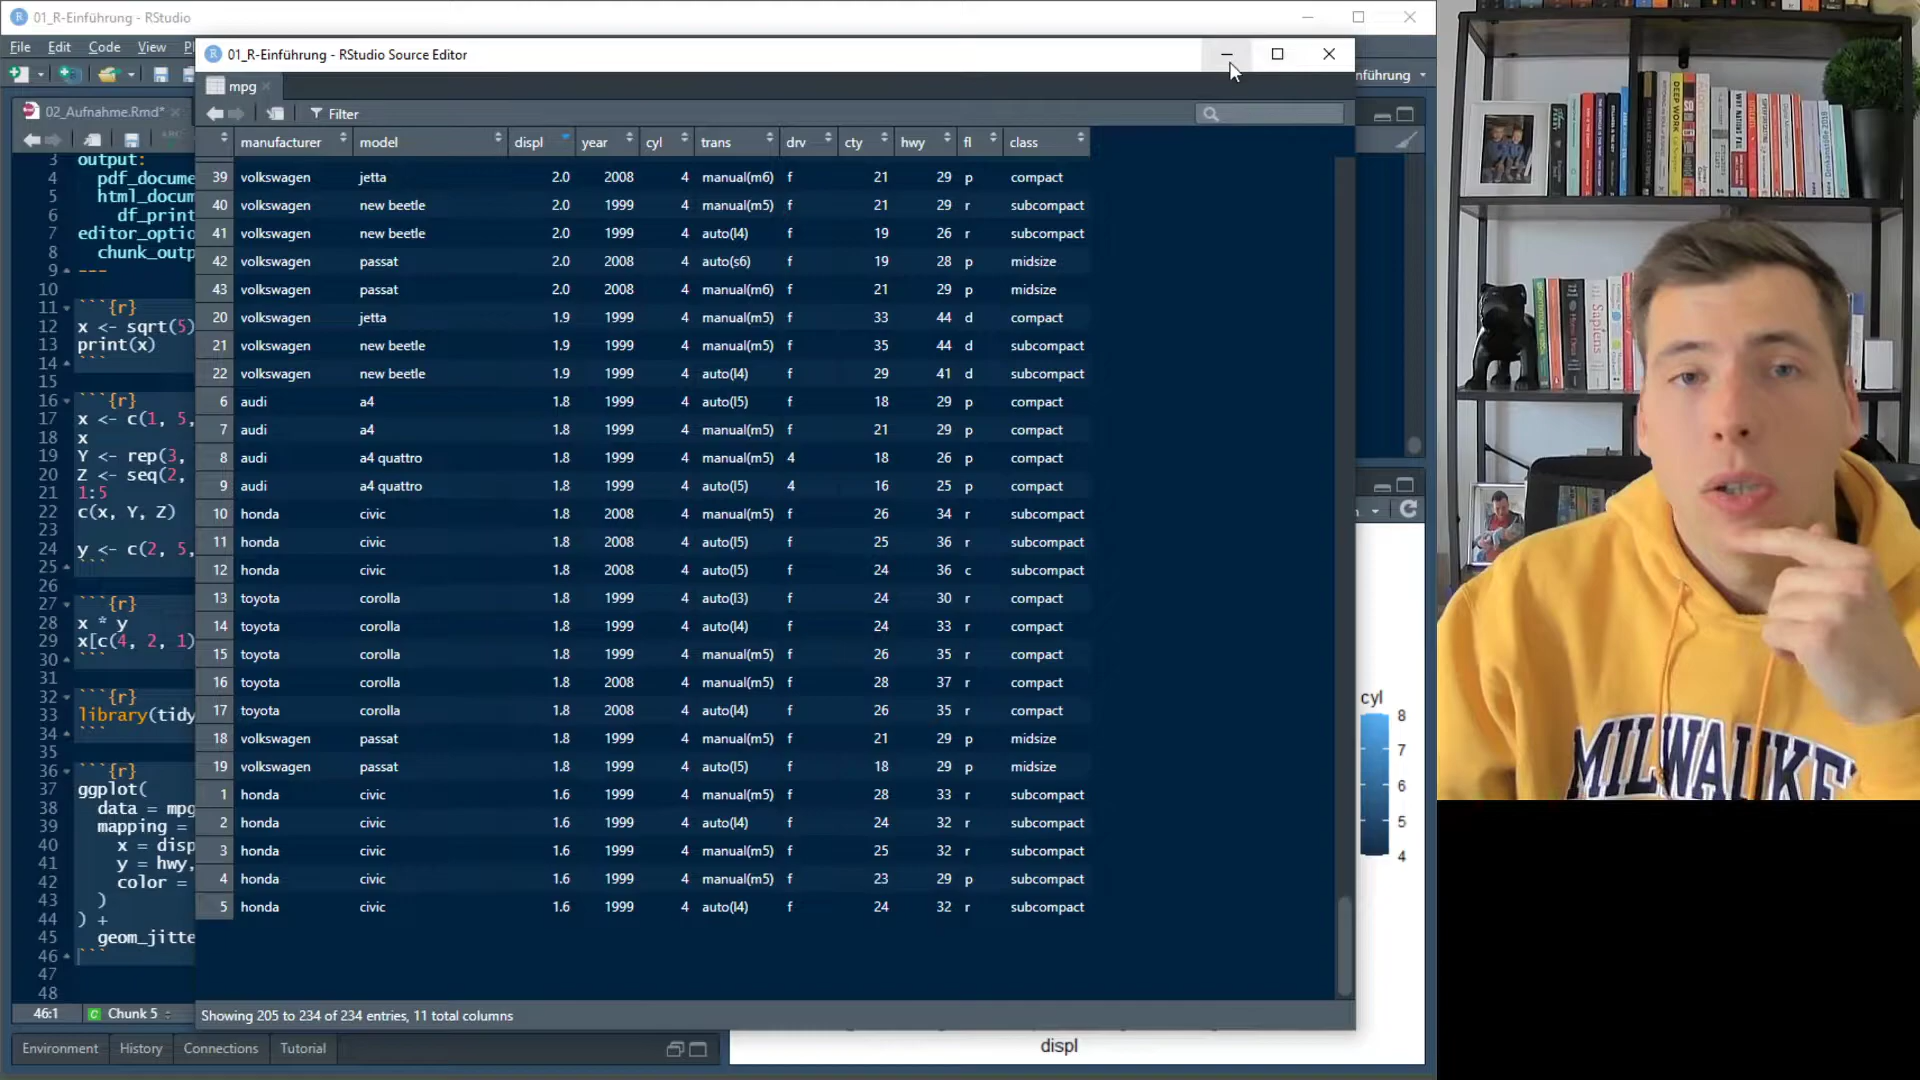 01_R-Einführung - RStudio
File Edit Code View Pl
01_R-Einführung - RStudio Source Editor
nführung
mpg
02_Aufnahme.Rmd*
Filter
manufacturer model displ year cyl trans drv cty hwy fl class
39 volkswagen jetta 2.0 2008 4 manual(m6) f 21 29 p compact
40 volkswagen new beetle 2.0 1999 4 manual(m5) f 21 29 r subcompact
41 volkswagen new beetle 2.0 1999 4 auto(l4) f 19 26 r subcompact
42 volkswagen passat 2.0 2008 4 auto(s6) f 19 28 p midsize
43 volkswagen passat 2.0 2008 4 manual(m6) f 21 29 p midsize
20 volkswagen jetta 1.9 1999 4 manual(m5) f 33 44 d compact
21 volkswagen new beetle 1.9 1999 4 manual(m5) f 35 44 d subcompact
22 volkswagen new beetle 1.9 1999 4 auto(l4) f 29 41 d subcompact
6 audi a4 1.8 1999 4 auto(l5) f 18 29 p compact
7 audi a4 1.8 1999 4 manual(m5) f 21 29 p compact
8 audi a4 quattro 1.8 1999 4 manual(m5) 4 18 26 p compact
9 audi a4 quattro 1.8 1999 4 auto(l5) 4 16 25 p compact
10 honda civic 1.8 2008 4 manual(m5) f 26 34 r subcompact
11 honda civic 1.8 2008 4 auto(l5) f 25 36 r subcompact
12 honda civic 1.8 2008 4 auto(l5) f 24 36 c subcompact
13 toyota corolla 1.8 1999 4 auto(l3) f 24 30 r compact
14 toyota corolla 1.8 1999 4 auto(l4) f 24 33 r compact
15 toyota corolla 1.8 1999 4 manual(m5) f 26 35 r compact
16 toyota corolla 1.8 2008 4 manual(m5) f 28 37 r compact
17 toyota corolla 1.8 2008 4 auto(l4) f 26 35 r compact
18 volkswagen passat 1.8 1999 4 manual(m5) f 21 29 p midsize
19 volkswagen passat 1.8 1999 4 auto(l5) f 18 29 p midsize
1 honda civic 1.6 1999 4 manual(m5) f 28 33 r subcompact
2 honda civic 1.6 1999 4 auto(l4) f 24 32 r subcompact
3 honda civic 1.6 1999 4 manual(m5) f 25 32 r subcompact
4 honda civic 1.6 1999 4 manual(m5) f 23 29 p subcompact
5 honda civic 1.6 1999 4 auto(l4) f 24 32 r subcompact
Showing 205 to 234 of 234 entries, 11 total columns
3 output:
4 pdf_docume
5 html_docum
6 df_print
7 editor_optio
8 chunk_outp
9 ---
10
11 ```{r}
12 x <- sqrt(5)
13 print(x)
14 ```
15
16 ```{r}
17 x <- c(1, 5,
18 x
19 Y <- rep(3,
20 Z <- seq(2,
21 1:5
22 c(x, Y, Z)
23
24 y <- c(2, 5,
25 ```
26
27 ```{r}
28 x * y
29 x[c(4, 2, 1)
30 ```
31
32 ```{r}
33 library(tidy
34 ```
35
36 ```{r}
37 ggplot(
38 data = mpg
39 mapping =
40 x = disp
41 y = hwy,
42 color =
43 )
44 ) +
45 geom_jitte
46 ```
47
48
46:1 Chunk 5
Environment History Connections Tutorial
displ
cyl
8
7
6
5
4
DEEP WORK
Sapiens
MILWAUKE